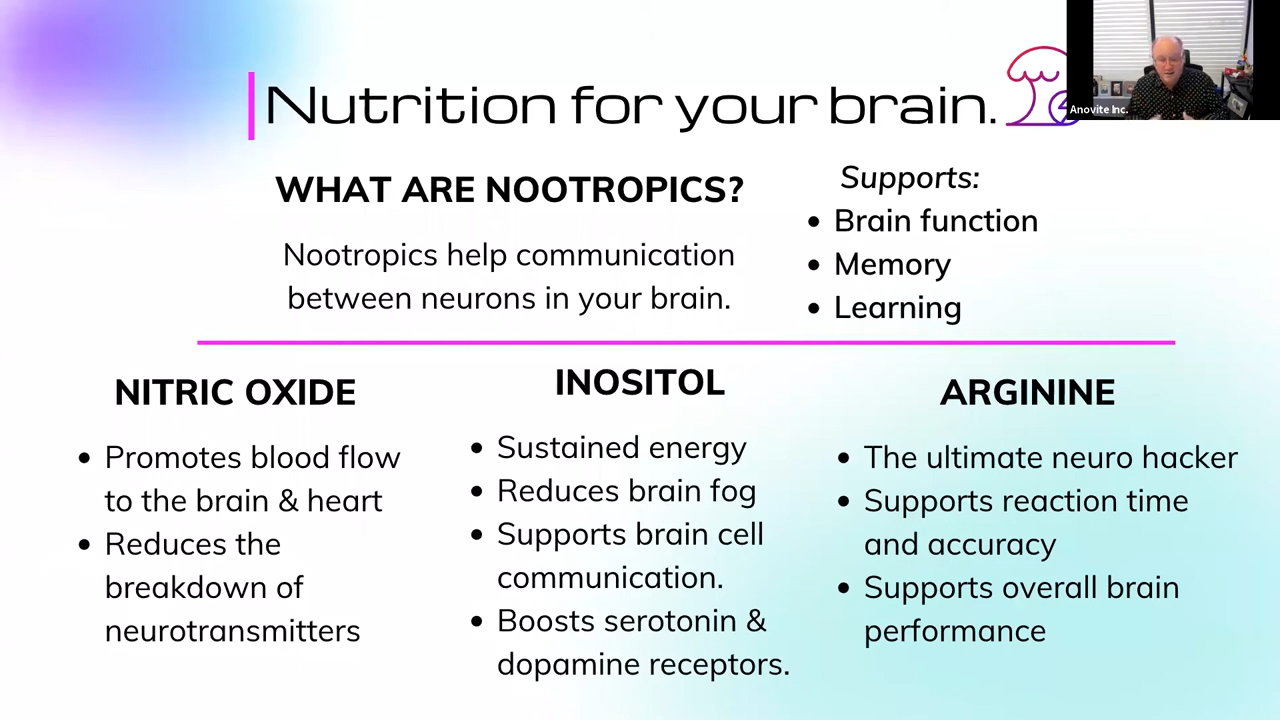 Nutrition for your brain.
Anovite Inc.
WHAT ARE NOOTROPICS?
Nootropics help communication
between neurons in your brain.
Supports:
• Brain function
• Memory
• Learning
NITRIC OXIDE
• Promotes blood flow
to the brain & heart
• Reduces the
breakdown of
neurotransmitters
INOSITOL
• Sustained energy
• Reduces brain fog
• Supports brain cell
communication.
• Boosts serotonin &
dopamine receptors.
ARGININE
• The ultimate neuro hacker
• Supports reaction time
and accuracy
• Supports overall brain
performance